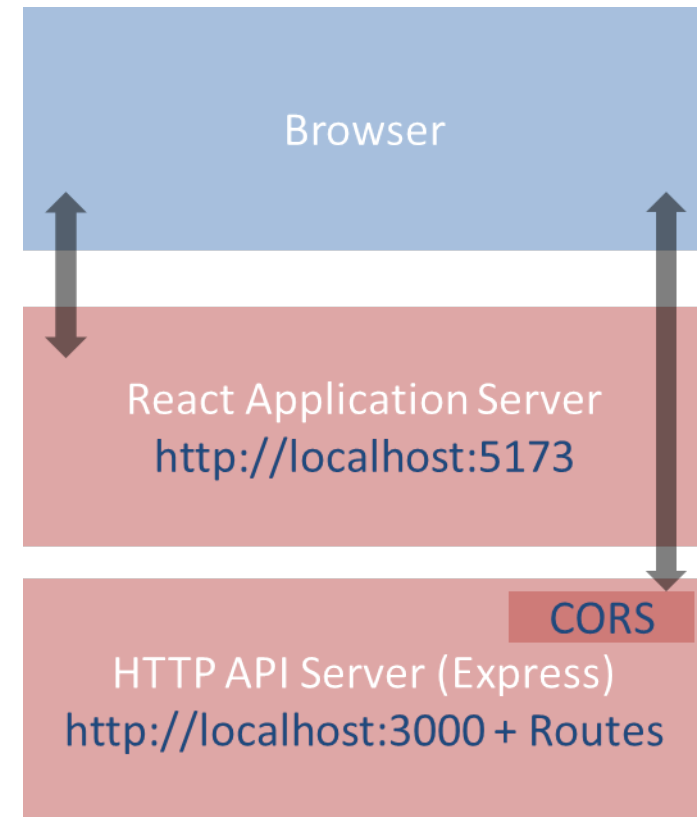 Browser
React Application Server
http://localhost:5173
CORS
HTTP API Server (Express)
http://localhost:3000 + Routes